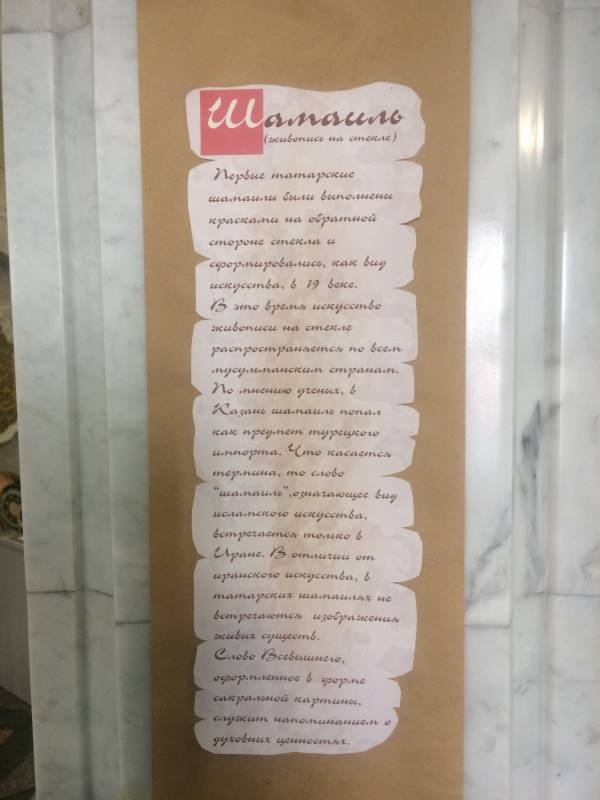 Шамаиль
(живопись на стекле)
Первые татарские
шамаили были выполнены
красками на обратной
стороне стекла и
сформировались, как вид
искусства, в 19 веке.
В это время искусство
живописи на стекле
распространяется по всем
мусульманским странам.
По мнению ученых, в
Казань шамаиль попал
как предмет турецкого
импорта. Что касается
термина, то слово
"шамаиль",означающее вид
исламского искусства,
встречается только в
Иране. В отличии от
иранского искусства, в
татарских шамаилях не
встречаются изображения
живых существ.
Слово Всевышнего,
оформленное в форме
сакральной картины,
служит напоминанием о
духовных ценностях.